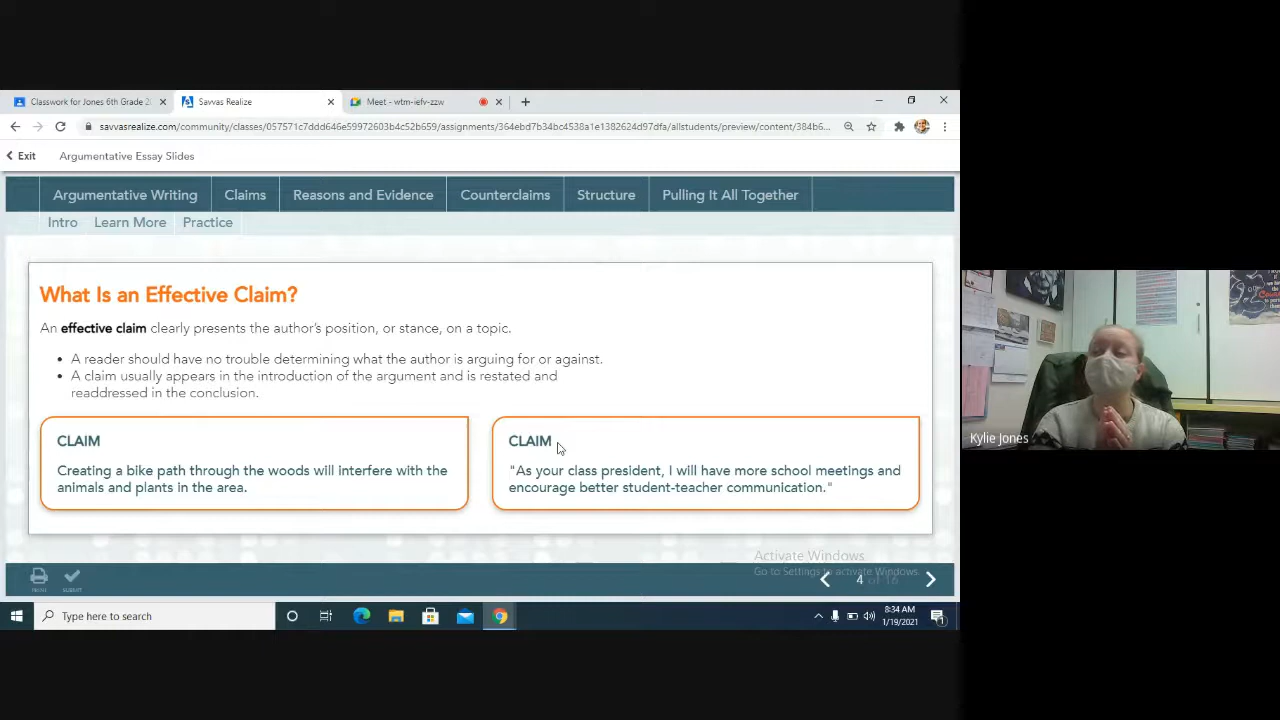 Classwork for Jones 6th Grade 2
Savvas Realize
Meet - wtm-iefv-zzw
savvasrealize.com/community/classes/057571c7ddd646e59972603b4c52b659/assignments/364ebd7b34bc4538a1e1382624d97dfa/allstudents/preview/content/384b6...
Exit
Argumentative Essay Slides
Argumentative Writing
Claims
Reasons and Evidence
Counterclaims
Structure
Pulling It All Together
Intro
Learn More
Practice
What Is an Effective Claim?
An effective claim clearly presents the author's position, or stance, on a topic.
• A reader should have no trouble determining what the author is arguing for or against.
• A claim usually appears in the introduction of the argument and is restated and
readdressed in the conclusion.
CLAIM
Creating a bike path through the woods will interfere with the
animals and plants in the area.
CLAIM
"As your class president, I will have more school meetings and
encourage better student-teacher communication."
Kylie Jones
Activate Windows
Go to Settings to activate Windows.
PRINT
SUBMIT
4 of 16
Type here to search
8:34 AM
1/19/2021